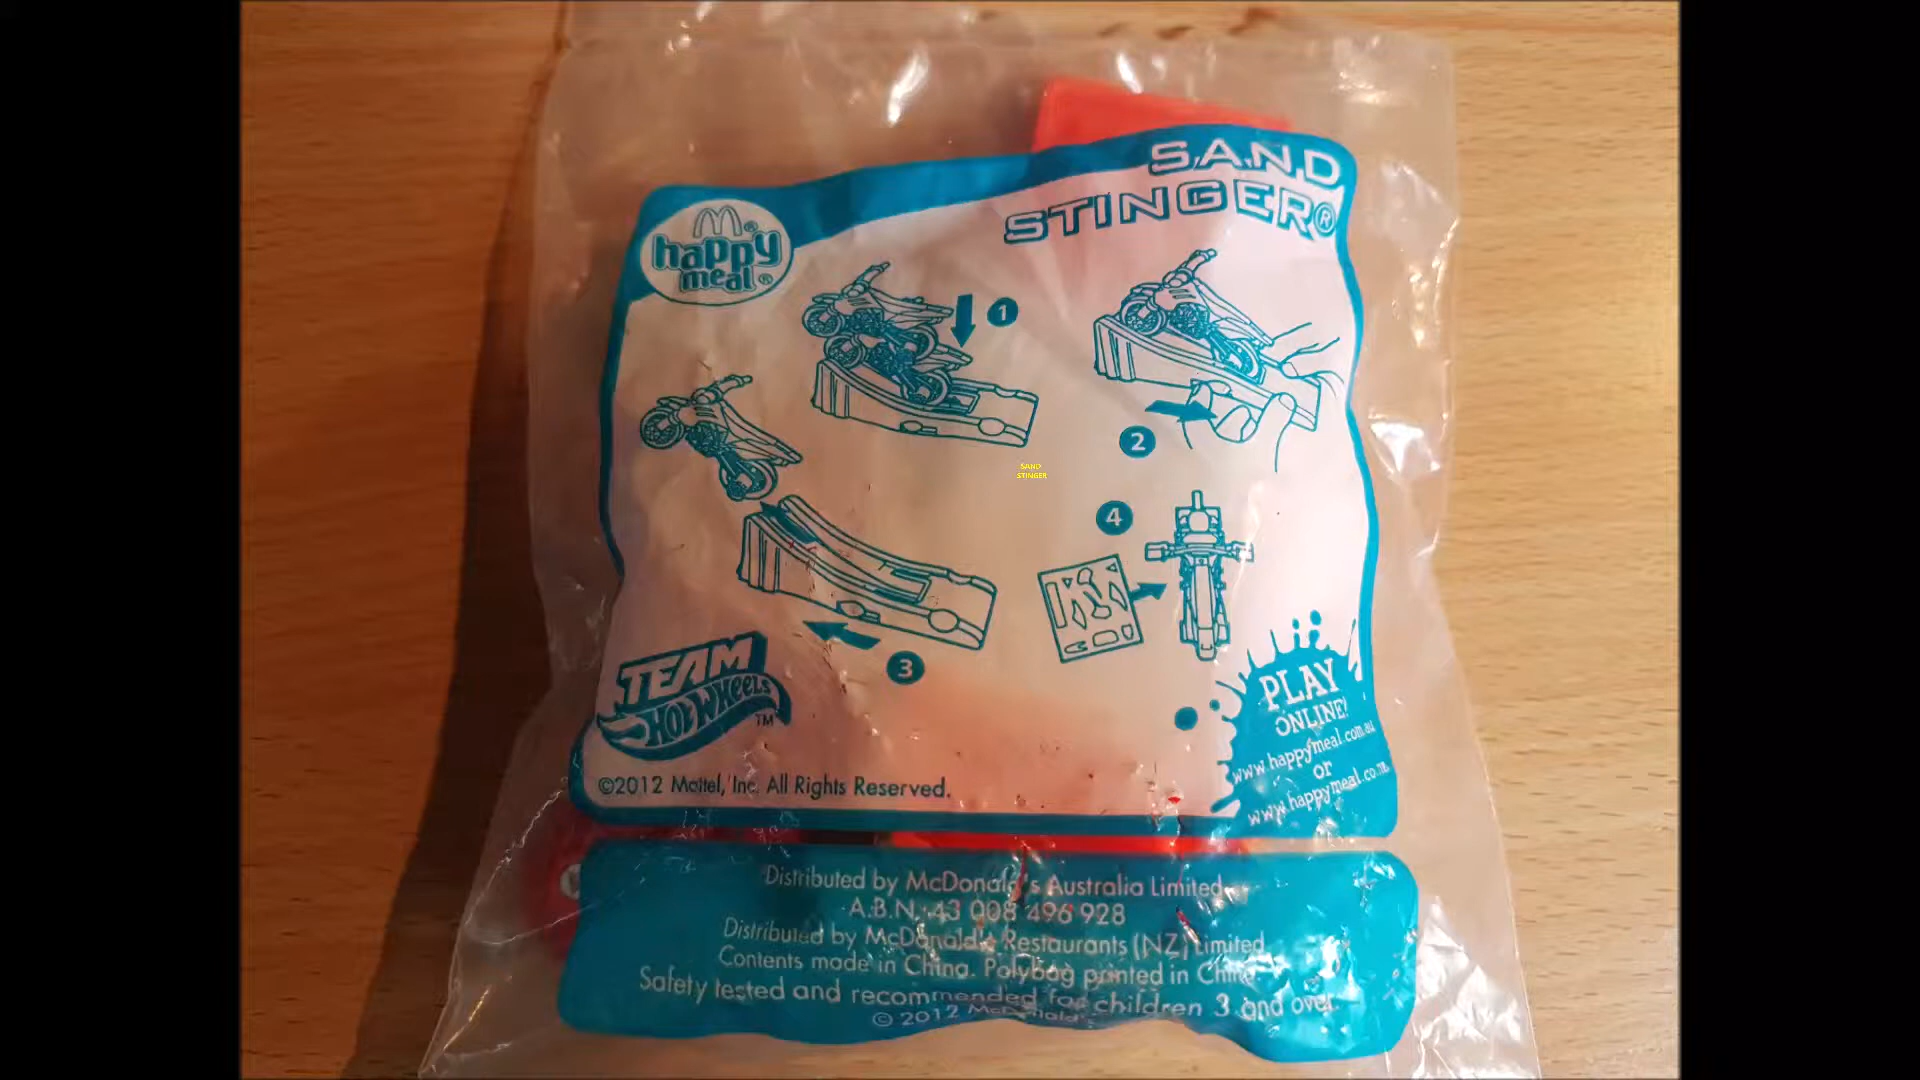 SAND
STINGER®
M®
happy
meal®
1
2
SAND
STINGER
4
3
TEAM
HOT WHEELS
TM
PLAY
ONLINE!
www.happymeal.com.au
or
www.happymeal.co.nz
©2012 Mattel, Inc. All Rights Reserved.
Distributed by McDonald's Australia Limited
A.B.N. 43 008 496 928
Distributed by McDonald's Restaurants (NZ) Limited
Contents made in China. Polybag printed in China.
Safety tested and recommended for children 3 and over.
© 2012 McDonald's